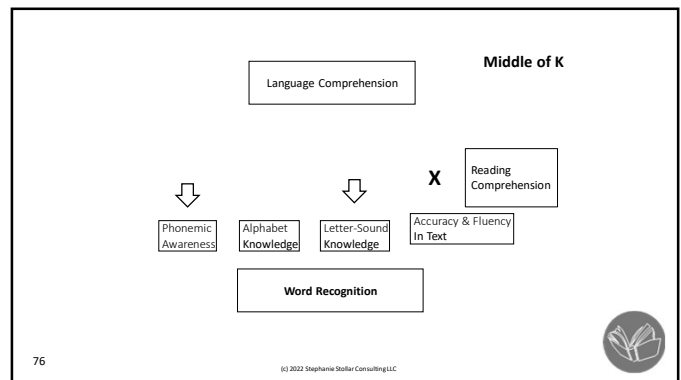 Middle of K
Language Comprehension
X
Reading
Comprehension
Phonemic
Awareness
Alphabet
Knowledge
Letter-Sound
Knowledge
Accuracy & Fluency
In Text
Word Recognition
76
(c) 2022 Stephanie Stollar Consulting LLC